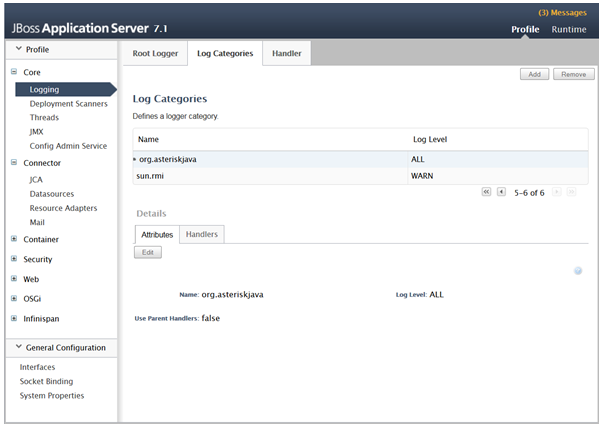 (3) Messages
JBoss Application Server 7.1
Profile Runtime
Profile
Core
Logging
Deployment Scanners
Threads
JMX
Config Admin Service
Connector
JCA
Datasources
Resource Adapters
Mail
Container
Security
Web
OSGi
Infinispan
General Configuration
Interfaces
Socket Binding
System Properties
Root Logger Log Categories Handler
Add Remove
Log Categories
Defines a logger category.
Name Log Level
org.asteriskjava ALL
sun.rmi WARN
5-6 of 6
Details
Attributes Handlers
Edit
Name: org.asteriskjava Log Level: ALL
Use Parent Handlers: false